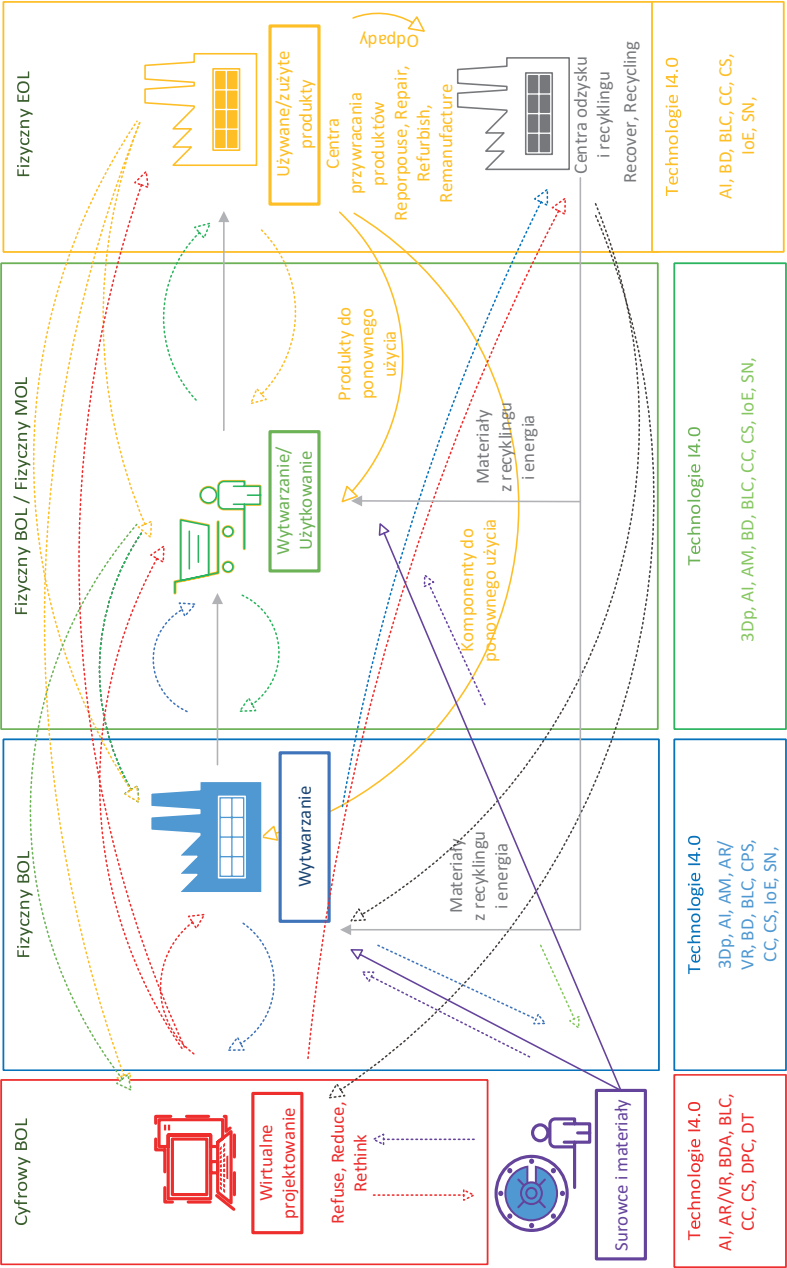 Cyfrowy BOL
Wirtualne
projektowanie
Refuse, Reduce,
Rethink
Surowce i materiały
Technologie I4.0
AI, AR/VR, BDA, BLC,
CC, CS, DPC, DT
Fizyczny BOL
Wytwarzanie
Materiały
z recyklingu
i energia
Technologie I4.0
3Dp, AI, AM, AR/
VR, BD, BLC, CPS,
CC, CS, IoE, SN,
Fizyczny BOL / Fizyczny MOL
Wytwarzanie/
Użytkowanie
Produkty do
ponownego
użycia
Komponenty do
ponownego użycia
Materiały
z recyklingu
i energia
Technologie I4.0
3Dp, AI, AM, BD, BLC, CC, CS, IoE, SN,
Fizyczny EOL
Używane/zużyte
produkty
Centra
przywracania
produktów
Reporpouse, Repair,
Refurbish,
Remanufacture
Odpady
Centra odzysku
i recyklingu
Recover, Recycling
Technologie I4.0
AI, BD, BLC, CC, CS,
IoE, SN,